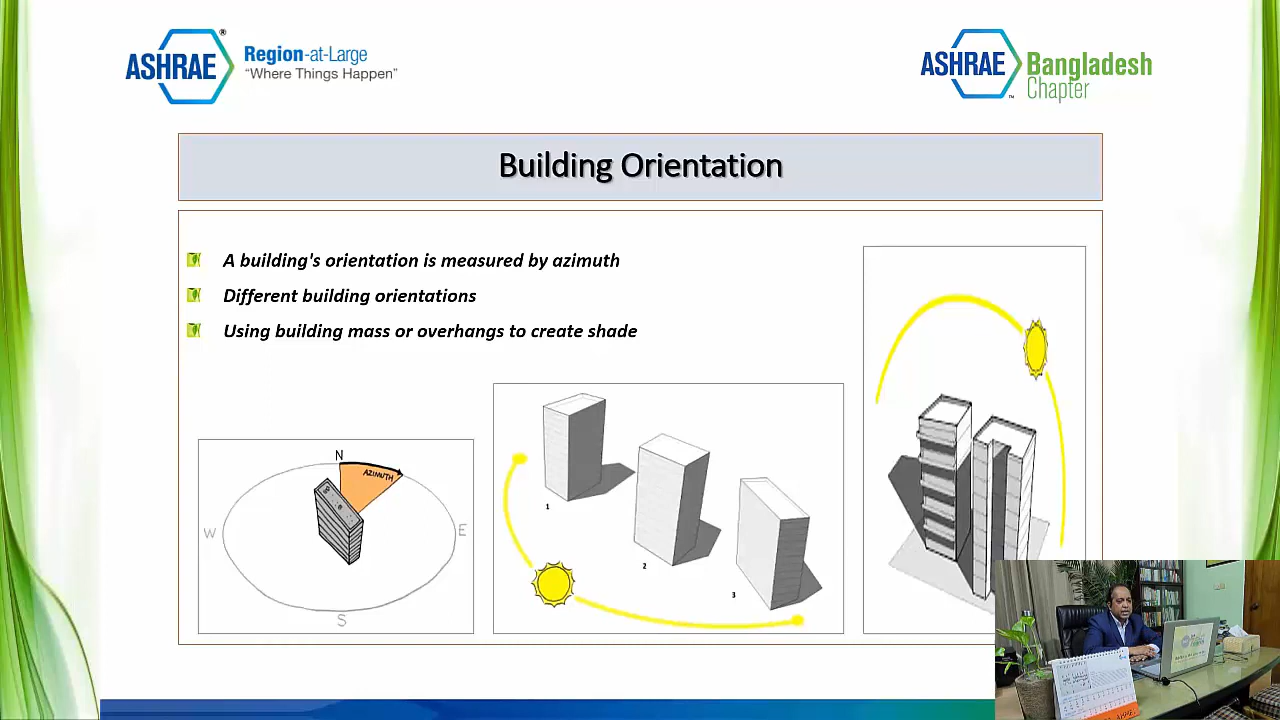 ASHRAE®
Region-at-Large
“Where Things Happen”
ASHRAE™
Bangladesh
Chapter
Building Orientation
A building's orientation is measured by azimuth
Different building orientations
Using building mass or overhangs to create shade
N
AZIMUTH
W
E
S
1
2
3